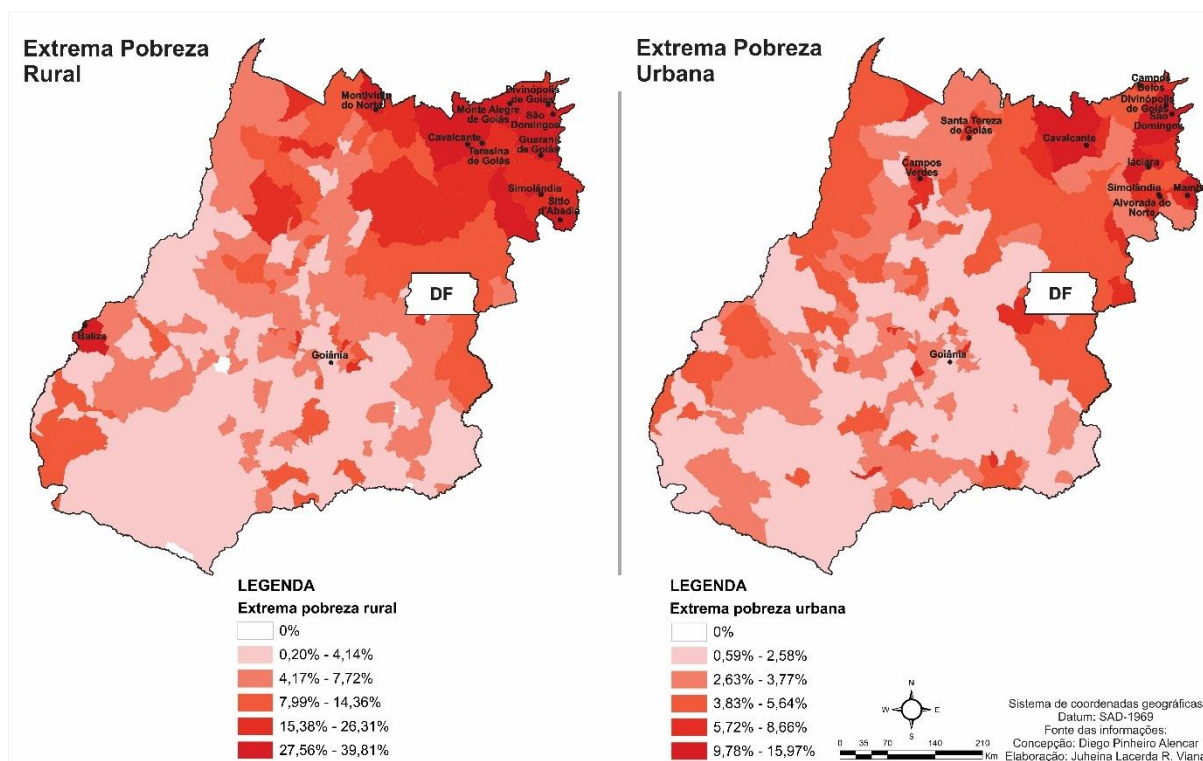 Extrema Pobreza
Rural
Montividiu
do Norte
Divinópolis
de Goiás
Monte Alegre
de Goiás
São
Domingos
Cavalcante
Teresina
de Goiás
Guarani
de Goiás
Simolândia
Sítio
d'Abadia
DF
Baliza
Goiânia
LEGENDA
Extrema pobreza rural
0%
0,20% - 4,14%
4,17% - 7,72%
7,99% - 14,36%
15,38% - 26,31%
27,56% - 39,81%
Extrema Pobreza
Urbana
Campos
Belos
Divinópolis
de Goiás
São
Domingos
Santa Tereza
de Goiás
Cavalcante
Campos
Verdes
Iáciara
Simolândia
Mamb
Alvorada do
Norte
DF
Goiânia
LEGENDA
Extrema pobreza urbana
0%
0,59% - 2,58%
2,63% - 3,77%
3,83% - 5,64%
5,72% - 8,66%
9,78% - 15,97%
N
W E
S
0 35 70 140 210
Km
Sistema de coordenadas geográficas
Datum: SAD-1969
Fonte das informações:
Concepção: Diego Pinheiro Alencar
Elaboração: Juheina Lacerda R. Viana